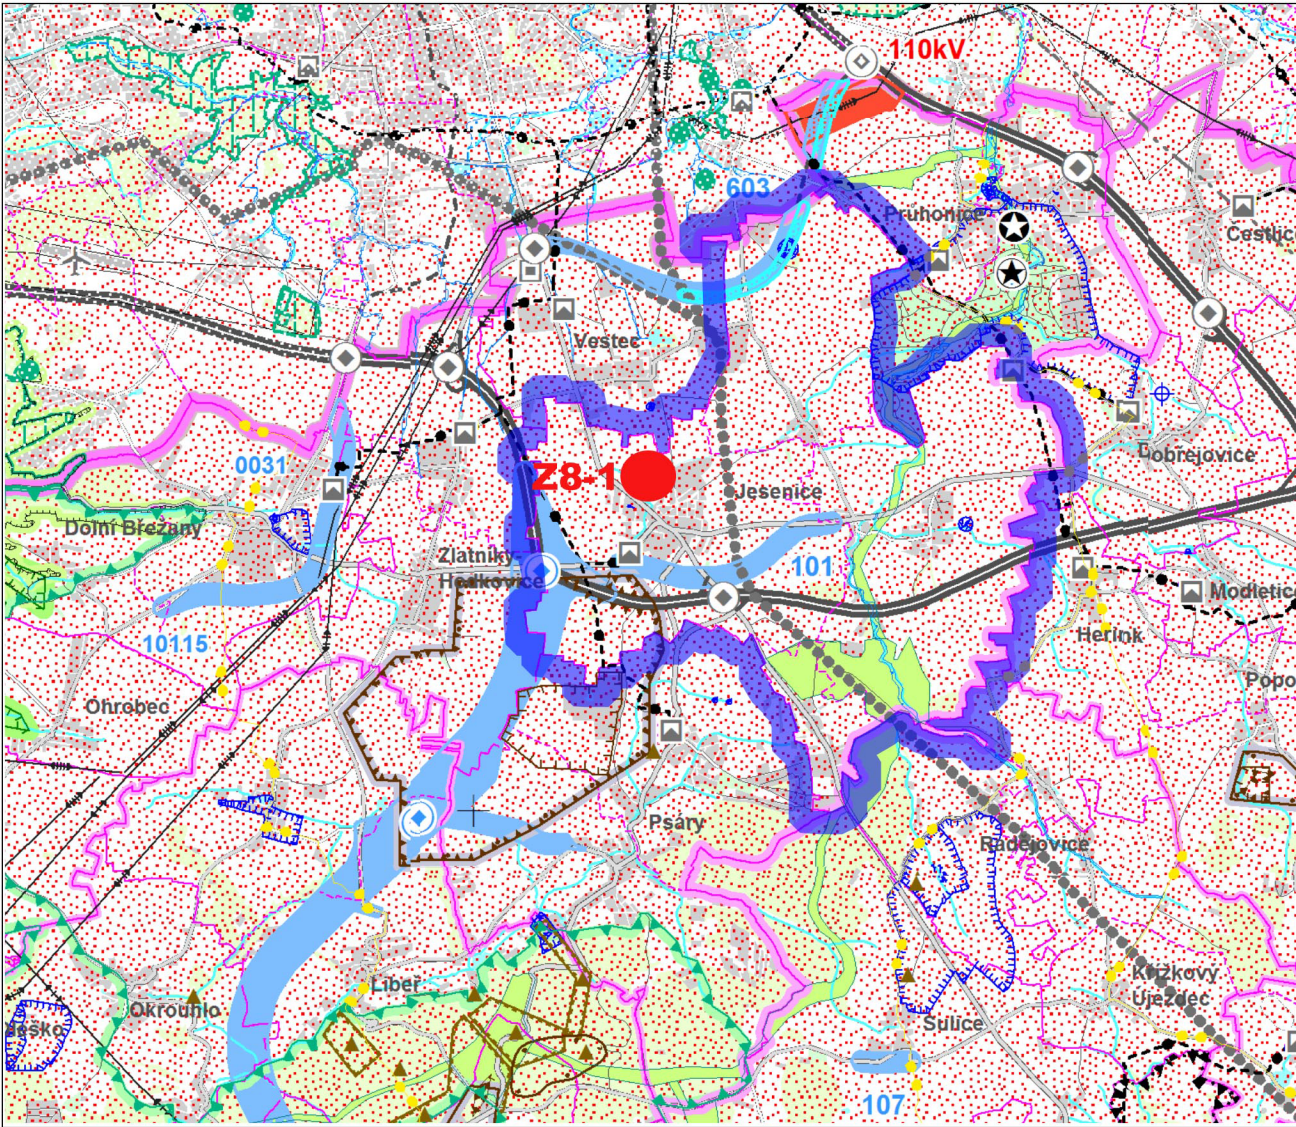 110kV
603
Průhonice
Čestlice
Vestec
0031
Z8-1
Jesenice
Dobřejovice
Dolní Břežany
Zlatníky-
Hodkovice
101
Modletice
10115
Herink
Ohrobec
Popo
Psáry
Radějovice
Libeř
Křížkový
Újezdec
Okrouhlo
Sulice
107